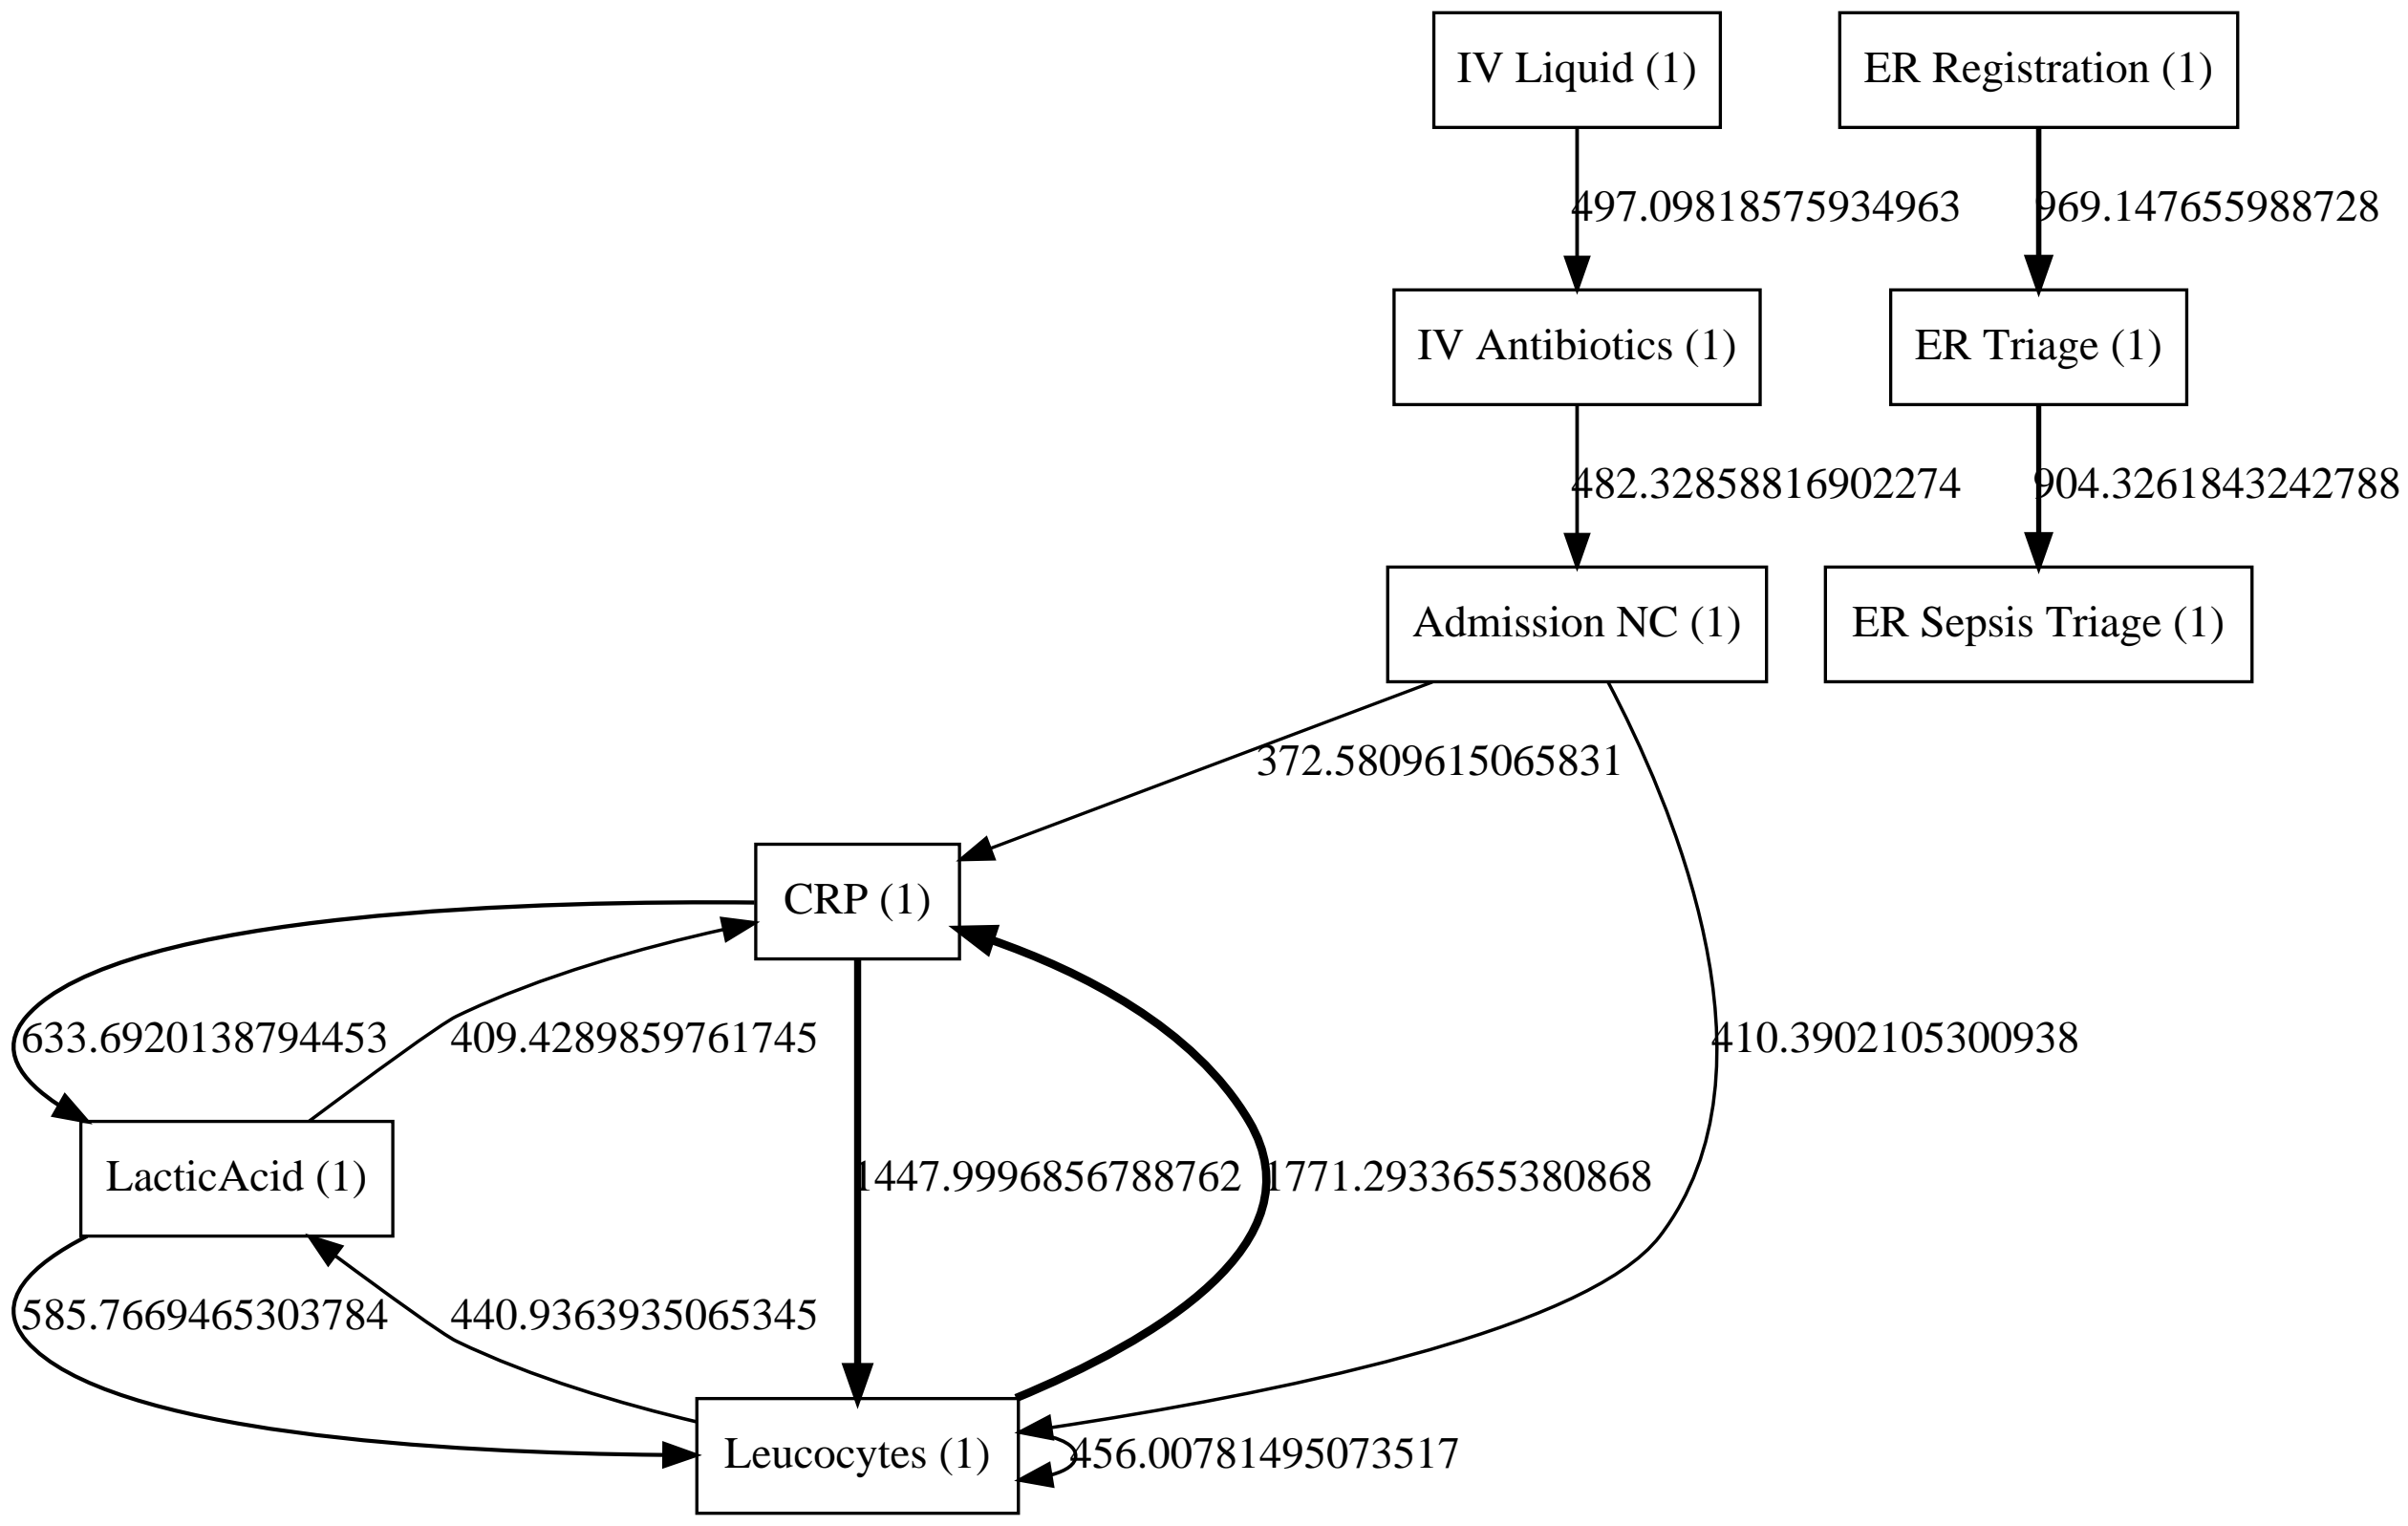 IV Liquid (1)
ER Registration (1)
497.09818575934963
969.147655988728
IV Antibiotics (1)
ER Triage (1)
482.32858816902274
904.3261843242788
Admission NC (1)
ER Sepsis Triage (1)
372.5809615065831
CRP (1)
633.6920138794453
409.4289859761745
410.3902105300938
LacticAcid (1)
1447.9996856788762
1771.2933655380868
585.7669465303784
440.9363935065345
Leucocytes (1)
456.00781495073517